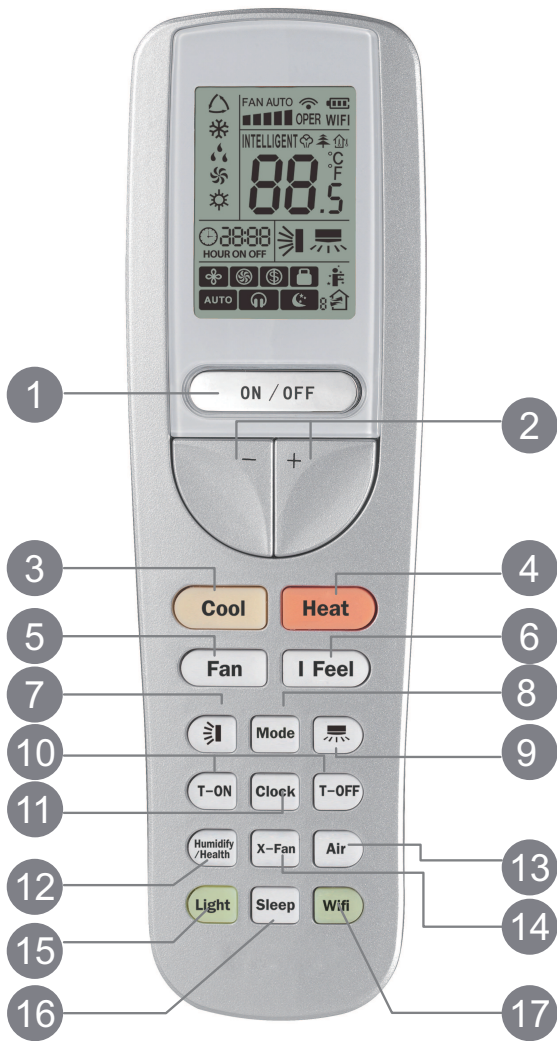 FAN AUTO
OPER WIFI
INTELLIGENT
°C
°F
88.5
88:88
HOUR ON OFF
AUTO
8
1
ON / OFF
2
- +
3
4
Cool Heat
5
6
Fan I Feel
7
8
Mode
10
9
T-ON Clock T-OFF
11
Humidify
/Health X-Fan Air
12
13
14
Light Sleep Wifi
15
16
17